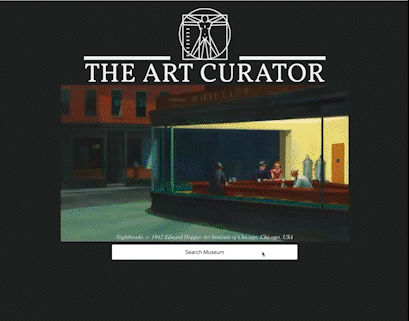 THE ART CURATOR
PHILLIES
Nighthawks, c. 1942 Edward Hopper Art Institute of Chicago, Chicago, USA
Search Museum